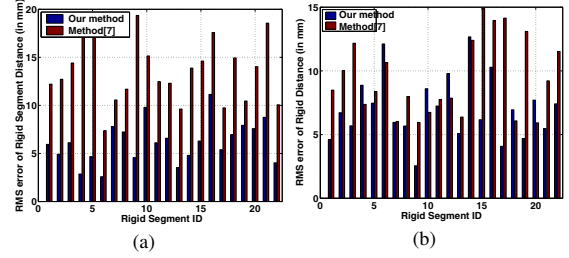 RMS error of Rigid Segment Distance (in mm)
20
15
10
5
0
Our method
Method[7]
0 5 10 15 20
Rigid Segment ID
(a)
RMS error of Rigid Segment Distance (in mm)
15
10
5
0
Our method
Method[7]
0 5 10 15 20
Rigid Segment ID
(b)